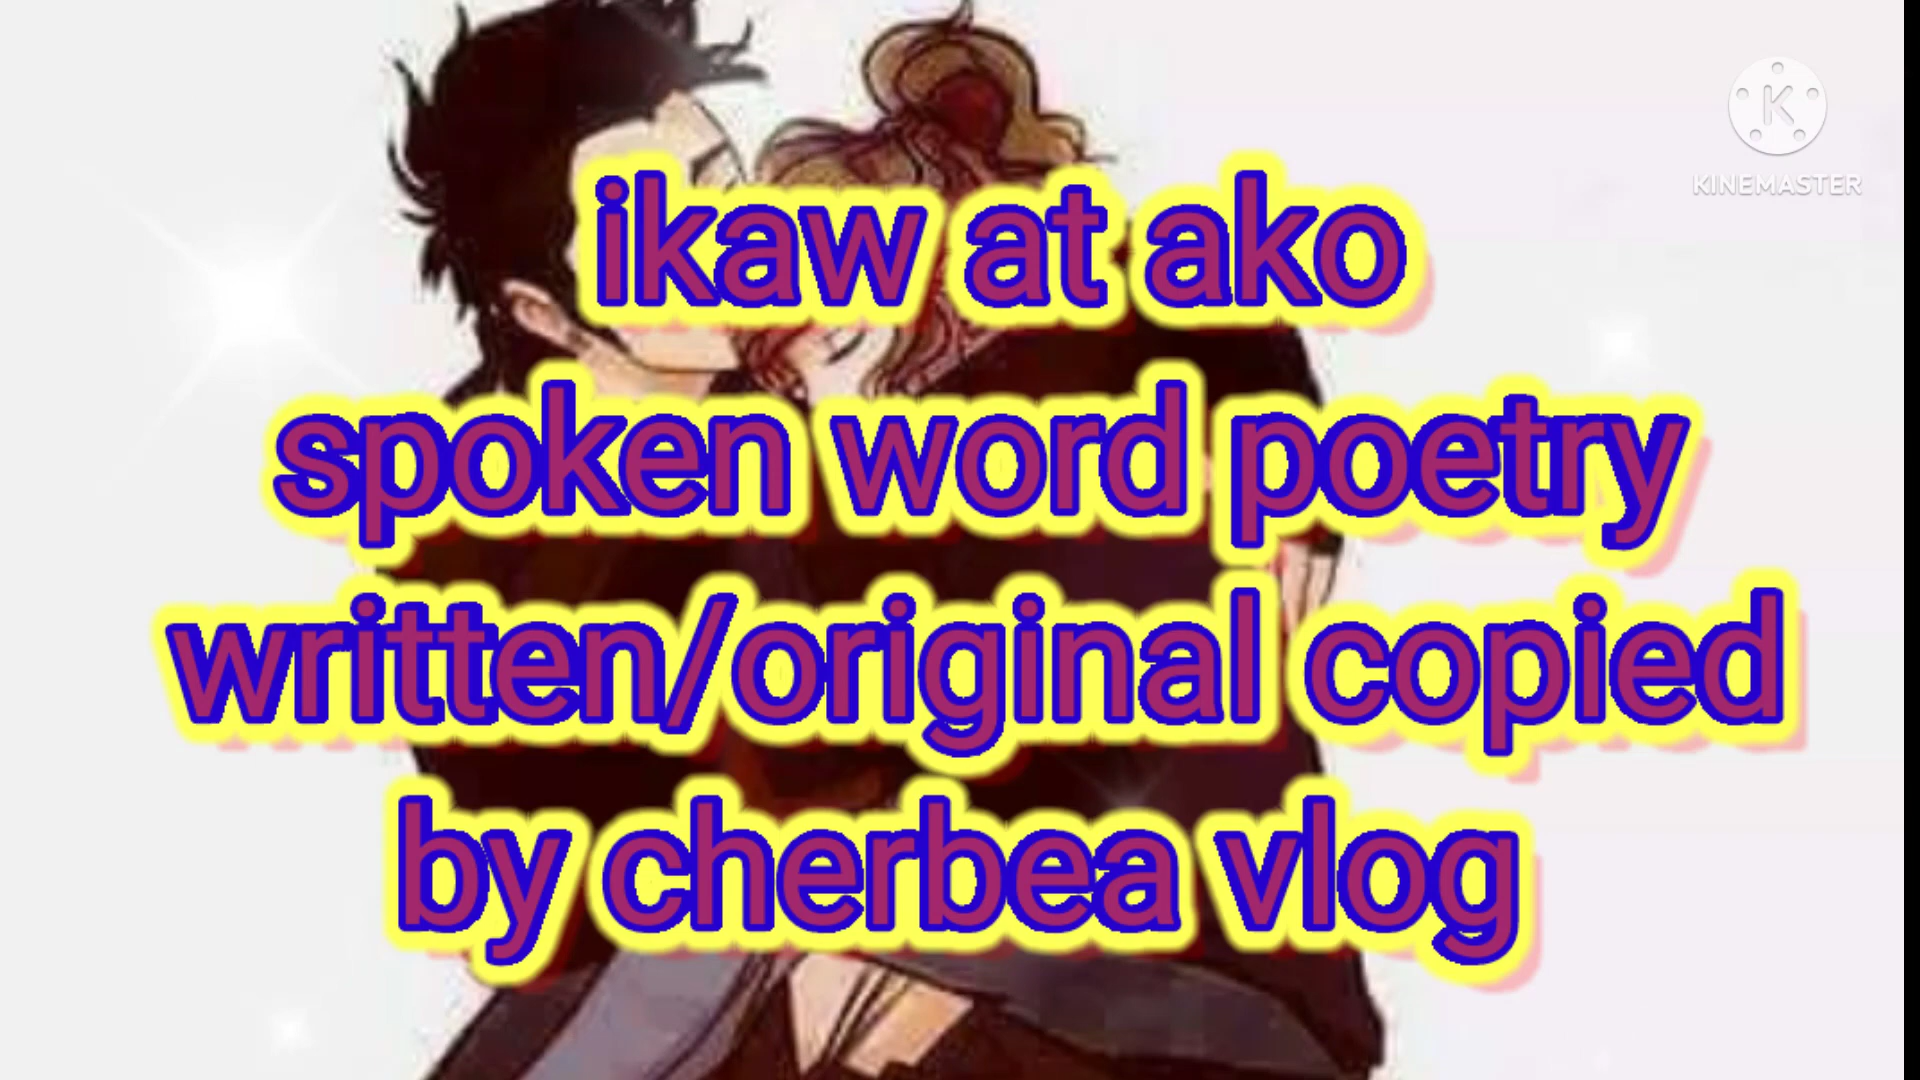 K
KINEMASTER
ikaw at ako
spoken word poetry
written/original copied
by cherbea vlog